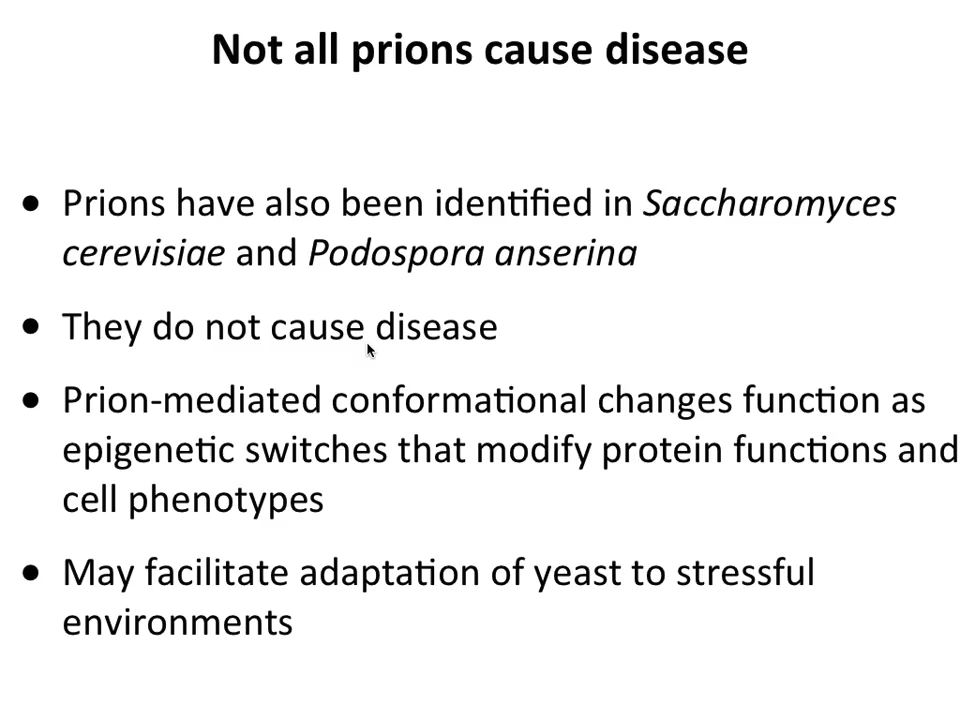 Not all prions cause disease
• Prions have also been identified in Saccharomyces
cerevisiae and Podospora anserina
• They do not cause disease
• Prion-mediated conformational changes function as
epigenetic switches that modify protein functions and
cell phenotypes
• May facilitate adaptation of yeast to stressful
environments